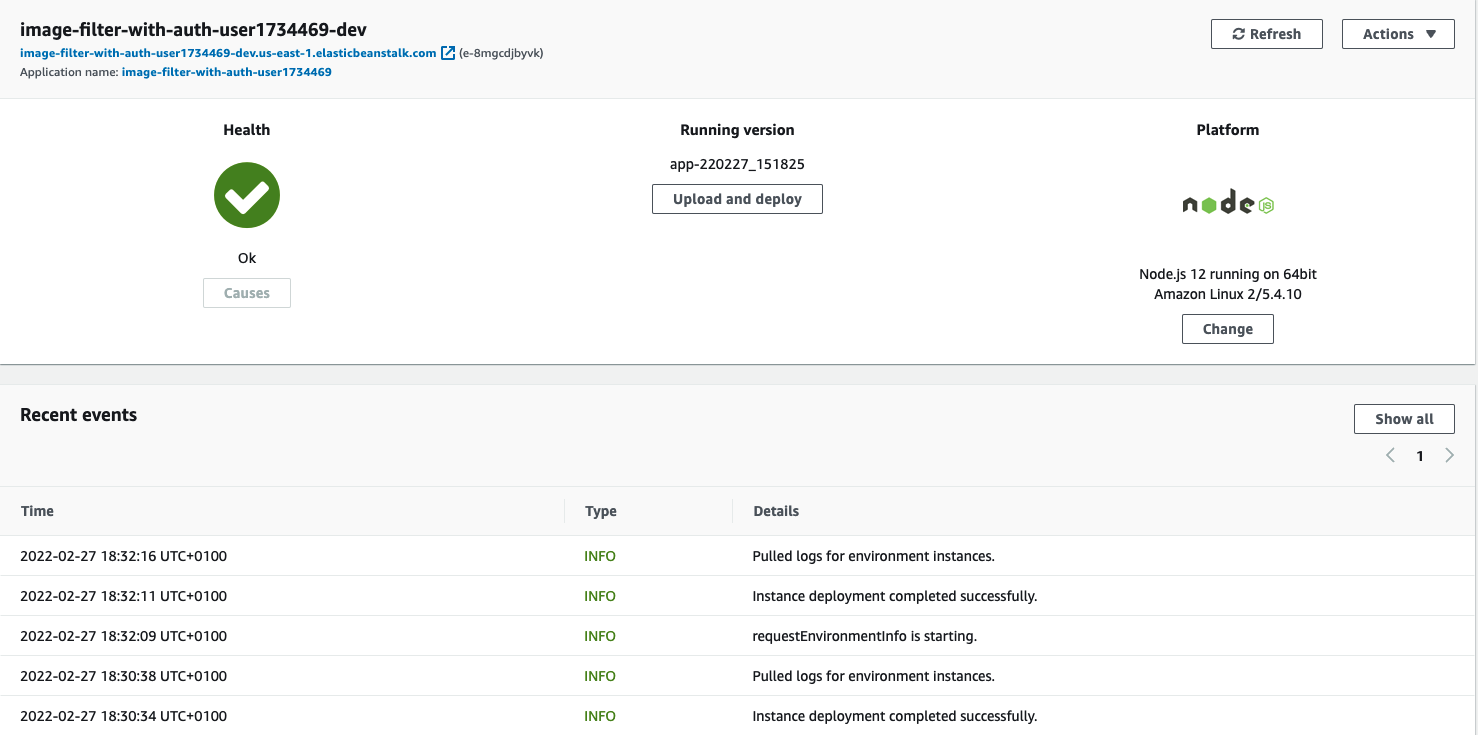 image-filter-with-auth-user1734469-dev
image-filter-with-auth-user1734469-dev.us-east-1.elasticbeanstalk.com (e-8mgcdjbyvk)
Application name: image-filter-with-auth-user1734469
Refresh
Actions
Health
Running version
Platform
app-220227_151825
Upload and deploy
node
JS
Ok
Causes
Node.js 12 running on 64bit
Amazon Linux 2/5.4.10
Change
Recent events
Show all
1
Time Type Details
2022-02-27 18:32:16 UTC+0100 INFO Pulled logs for environment instances.
2022-02-27 18:32:11 UTC+0100 INFO Instance deployment completed successfully.
2022-02-27 18:32:09 UTC+0100 INFO requestEnvironmentInfo is starting.
2022-02-27 18:30:38 UTC+0100 INFO Pulled logs for environment instances.
2022-02-27 18:30:34 UTC+0100 INFO Instance deployment completed successfully.